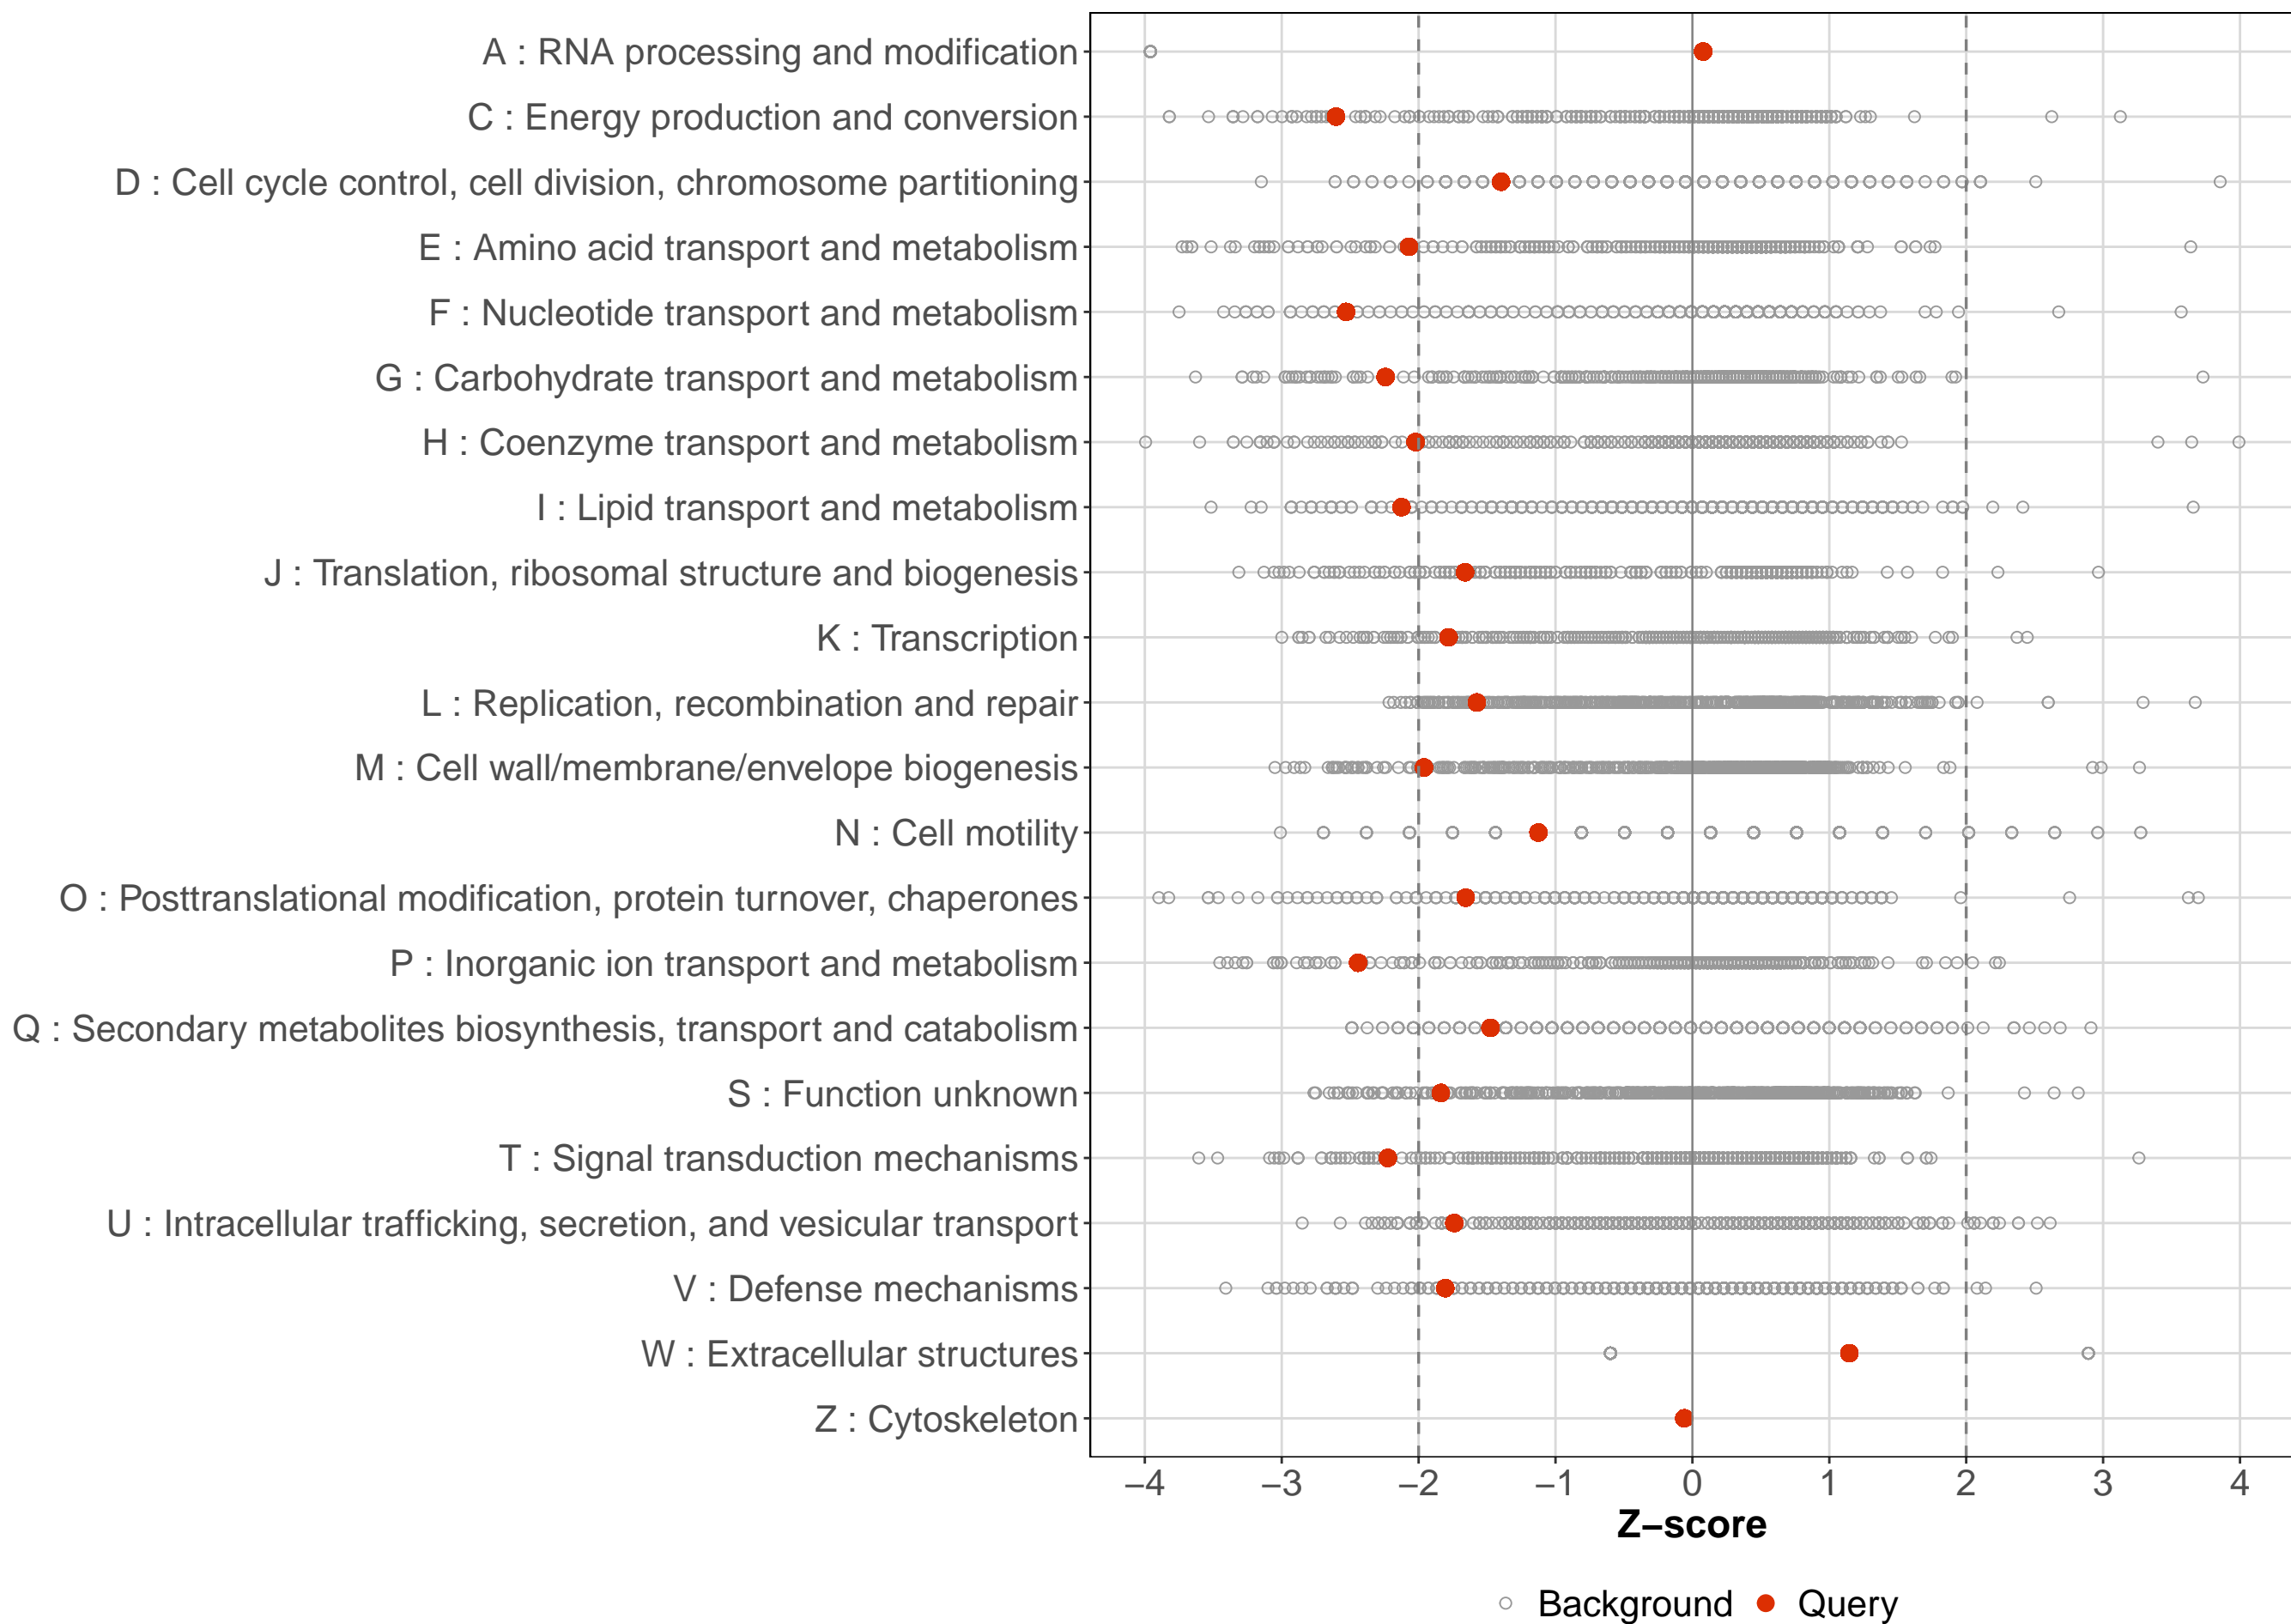 A : RNA processing and modification
C : Energy production and conversion
D : Cell cycle control, cell division, chromosome partitioning
E : Amino acid transport and metabolism
F : Nucleotide transport and metabolism
G : Carbohydrate transport and metabolism
H : Coenzyme transport and metabolism
I : Lipid transport and metabolism
J : Translation, ribosomal structure and biogenesis
K : Transcription
L : Replication, recombination and repair
M : Cell wall/membrane/envelope biogenesis
N : Cell motility
O : Posttranslational modification, protein turnover, chaperones
P : Inorganic ion transport and metabolism
Q : Secondary metabolites biosynthesis, transport and catabolism
S : Function unknown
T : Signal transduction mechanisms
U : Intracellular trafficking, secretion, and vesicular transport
V : Defense mechanisms
W : Extracellular structures
Z : Cytoskeleton
−4 −3 −2 −1 0 1 2 3 4
Z−score
Background Query